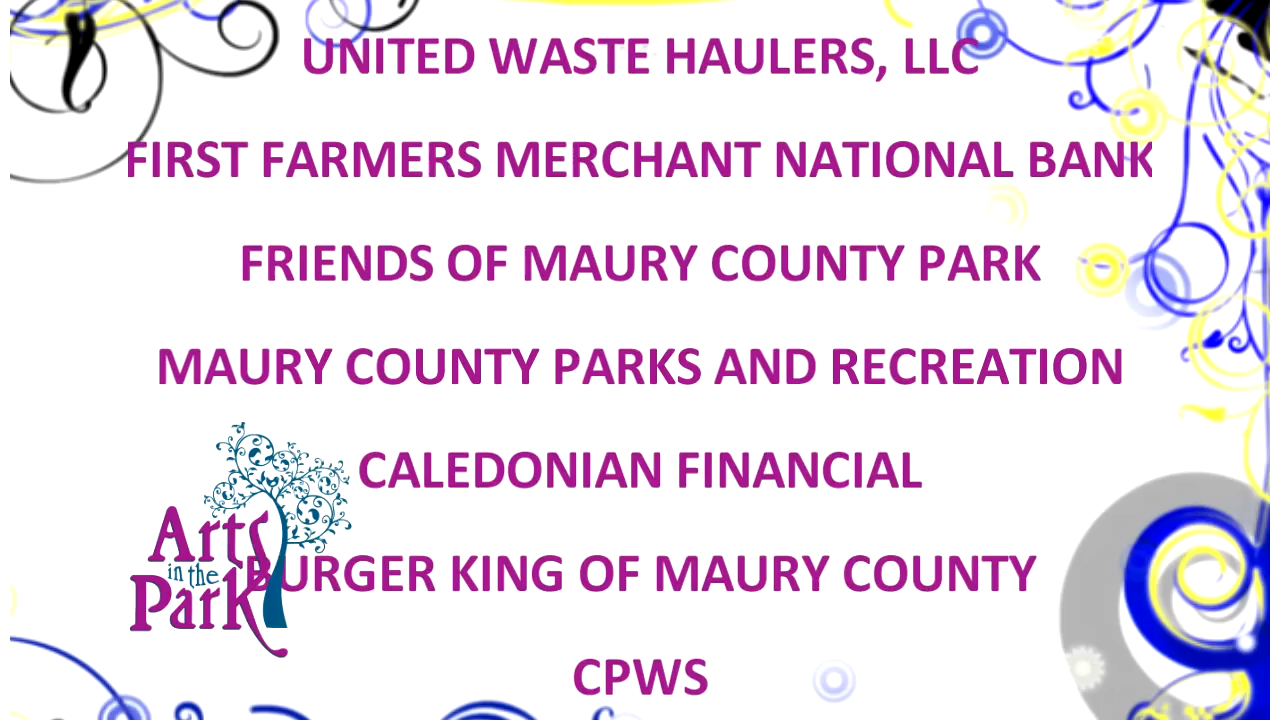 UNITED WASTE HAULERS, LLC
FIRST FARMERS MERCHANT NATIONAL BANK
FRIENDS OF MAURY COUNTY PARK
MAURY COUNTY PARKS AND RECREATION
CALEDONIAN FINANCIAL
Arts
in the
Park
BURGER KING OF MAURY COUNTY
CPWS